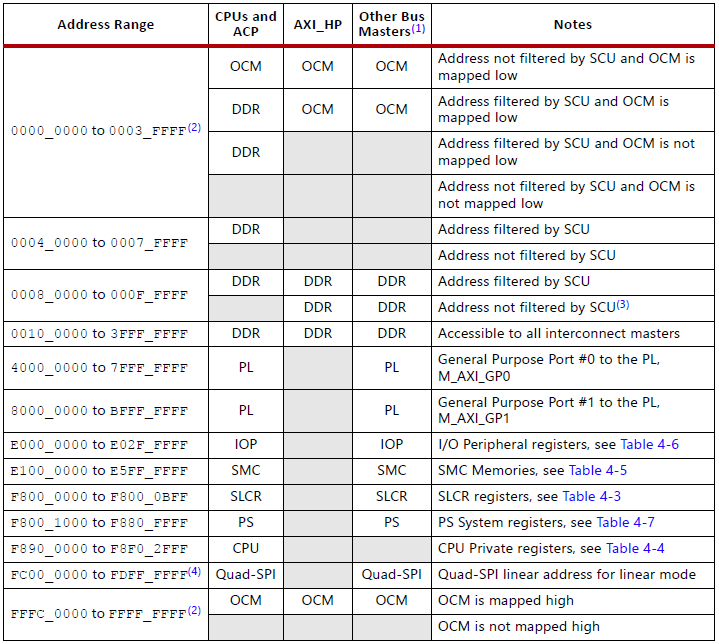 Address Range CPUs and ACP AXI_HP Other Bus Masters(1) Notes
0000_0000 to 0003_FFFF(2)
OCM OCM OCM Address not filtered by SCU and OCM is
mapped low
DDR OCM OCM Address filtered by SCU and OCM is
mapped low
DDR Address filtered by SCU and OCM is not
mapped low
Address not filtered by SCU and OCM is
not mapped low
0004_0000 to 0007_FFFF
DDR Address filtered by SCU
Address not filtered by SCU
0008_0000 to 000F_FFFF
DDR DDR DDR Address filtered by SCU
DDR DDR Address not filtered by SCU(3)
0010_0000 to 3FFF_FFFF DDR DDR DDR Accessible to all interconnect masters
4000_0000 to 7FFF_FFFF PL PL General Purpose Port #0 to the PL,
M_AXI_GP0
8000_0000 to BFFF_FFFF PL PL General Purpose Port #1 to the PL,
M_AXI_GP1
E000_0000 to E02F_FFFF IOP IOP I/O Peripheral registers, see Table 4-6
E100_0000 to E5FF_FFFF SMC SMC SMC Memories, see Table 4-5
F800_0000 to F800_0BFF SLCR SLCR SLCR registers, see Table 4-3
F800_1000 to F880_FFFF PS PS PS System registers, see Table 4-7
F890_0000 to F8F0_2FFF CPU CPU Private registers, see Table 4-4
FC00_0000 to FDFF_FFFF(4) Quad-SPI Quad-SPI Quad-SPI linear address for linear mode
FFFC_0000 to FFFF_FFFF(2)
OCM OCM OCM OCM is mapped high
OCM is not mapped high